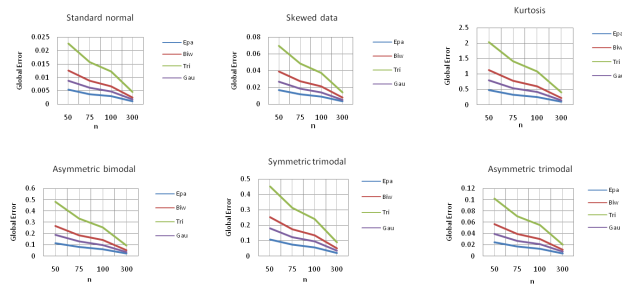 Standard normal
0.025
0.02
0.015
0.01
0.005
0
Global Error
50 75 100 300
n
Epa
Biw
Tri
Gau
Skewed data
0.08
0.06
0.04
0.02
0
Global Error
50 75 100 300
n
Epa
Biw
Tri
Gau
Kurtosis
2.5
2
1.5
1
0.5
0
Global Error
50 75 100 300
n
Biw
Tri
Asymmetric bimodal
0.6
0.5
0.4
0.3
0.2
0.1
0
Global Error
50 75 100 300
n
Epa
Biw
Tri
Gau
Symmetric trimodal
0.5
0.4
0.3
0.2
0.1
0
Global Error
50 75 100 300
n
Epa
Biw
Tri
Gau
Asymmetric trimodal
0.12
0.1
0.08
0.06
0.04
0.02
0
Global Error
50 75 100 300
n
Epa
Biw
Tri
Gau